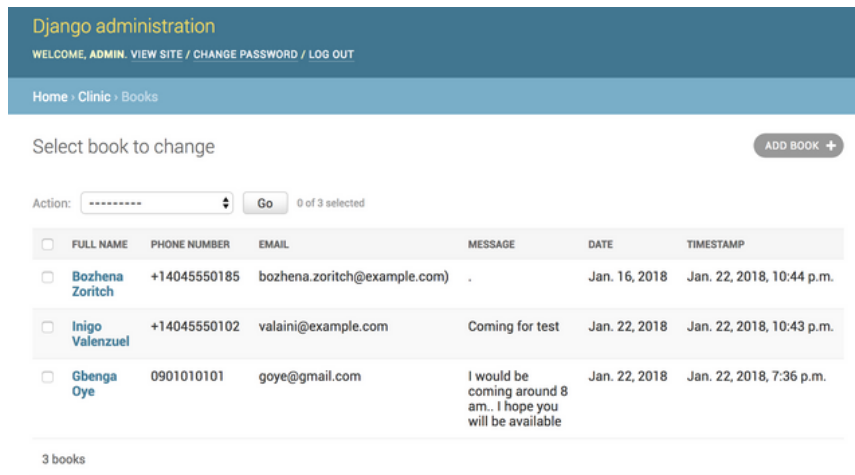 Django administration
WELCOME, ADMIN. VIEW SITE / CHANGE PASSWORD / LOG OUT
Home › Clinic › Books
Select book to change
ADD BOOK +
Action: --------- Go 0 of 3 selected
FULL NAME PHONE NUMBER EMAIL MESSAGE DATE TIMESTAMP
Bozhena +14045550185 bozhena.zoritch@example.com) . Jan. 16, 2018 Jan. 22, 2018, 10:44 p.m.
Zoritch
Inigo +14045550102 valaini@example.com Coming for test Jan. 22, 2018 Jan. 22, 2018, 10:43 p.m.
Valenzuel
Gbenga 0901010101 goye@gmail.com I would be Jan. 22, 2018 Jan. 22, 2018, 7:36 p.m.
Oye coming around 8
am.. I hope you
will be available
3 books